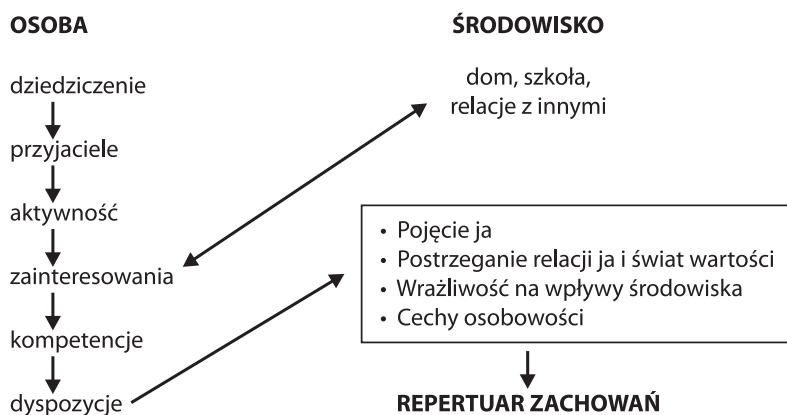 OSOBA
dziedziczenie
przyjaciele
aktywność
zainteresowania
kompetencje
dyspozycje
ŚRODOWISKO
dom, szkoła,
relacje z innymi
• Pojęcie ja
• Postrzeganie relacji ja i świat wartości
• Wrażliwość na wpływy środowiska
• Cechy osobowości
REPERTUAR ZACHOWAŃ